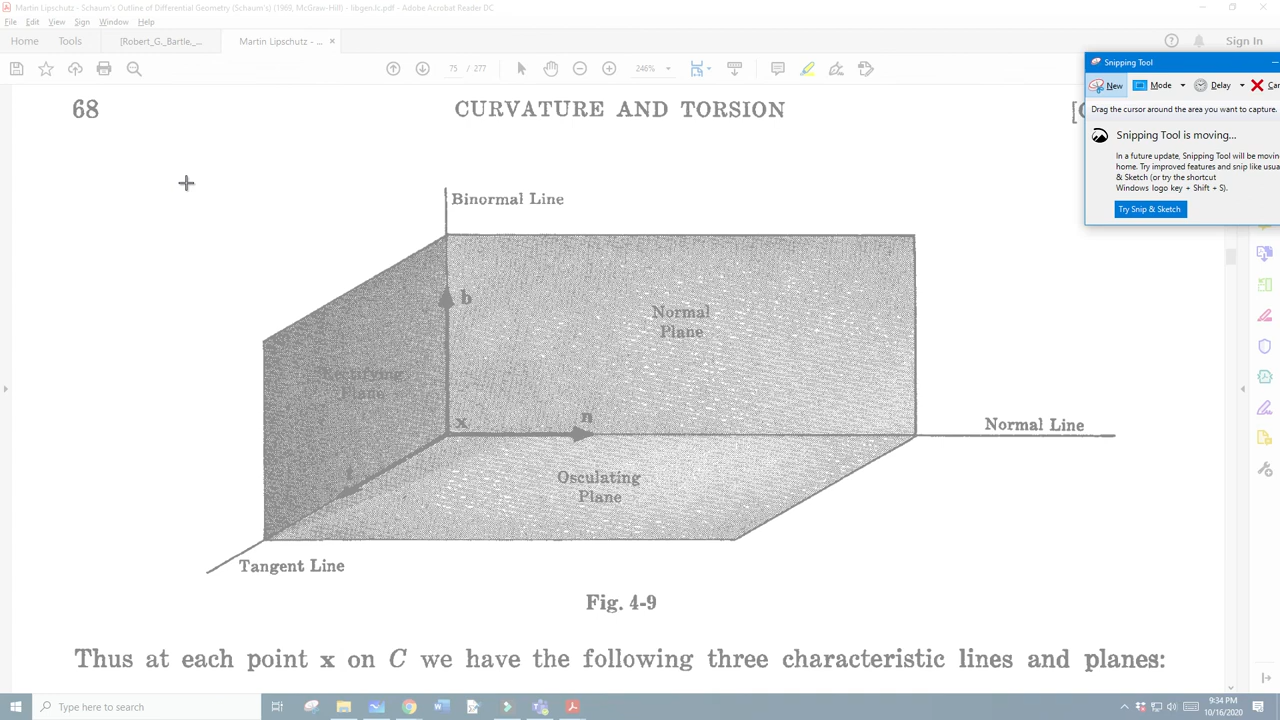 Martin Lipschutz - Schaum's Outline of Differential Geometry (Schaum's) (1969, McGraw-Hill) - libgen.lc.pdf - Adobe Acrobat Reader DC
File Edit View Sign Window Help
Home Tools [Robert_G._Bartle,_... Martin Lipschutz - ... × Sign In
75 / 277 246%
Snipping Tool
New Mode Delay
Drag the cursor around the area you want to capture.
Snipping Tool is moving...
In a future update, Snipping Tool will be moving
home. Try improved features and snip like usua
& Sketch (or try the shortcut
Windows logo key + Shift + S).
Try Snip & Sketch
68 CURVATURE AND TORSION
Binormal Line
b
Normal
Plane
Rectifying
Plane
x
n
Normal Line
Osculating
Plane
Tangent Line
Fig. 4-9
Thus at each point x on C we have the following three characteristic lines and planes:
Type here to search
9:34 PM
10/16/2020